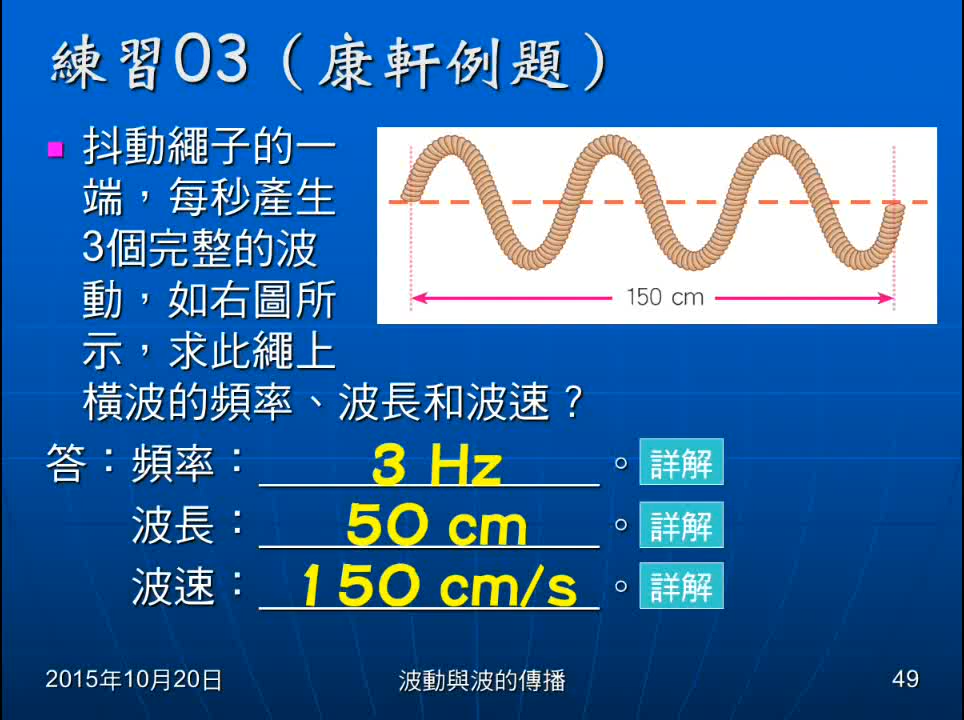 練習03（康軒例題）
抖動繩子的一
端，每秒產生
3個完整的波
動，如右圖所
示，求此繩上
橫波的頻率、波長和波速？
150 cm
答：頻率：3 Hz。詳解
波長：50 cm。詳解
波速：150 cm/s。詳解
2015年10月20日 波動與波的傳播 49